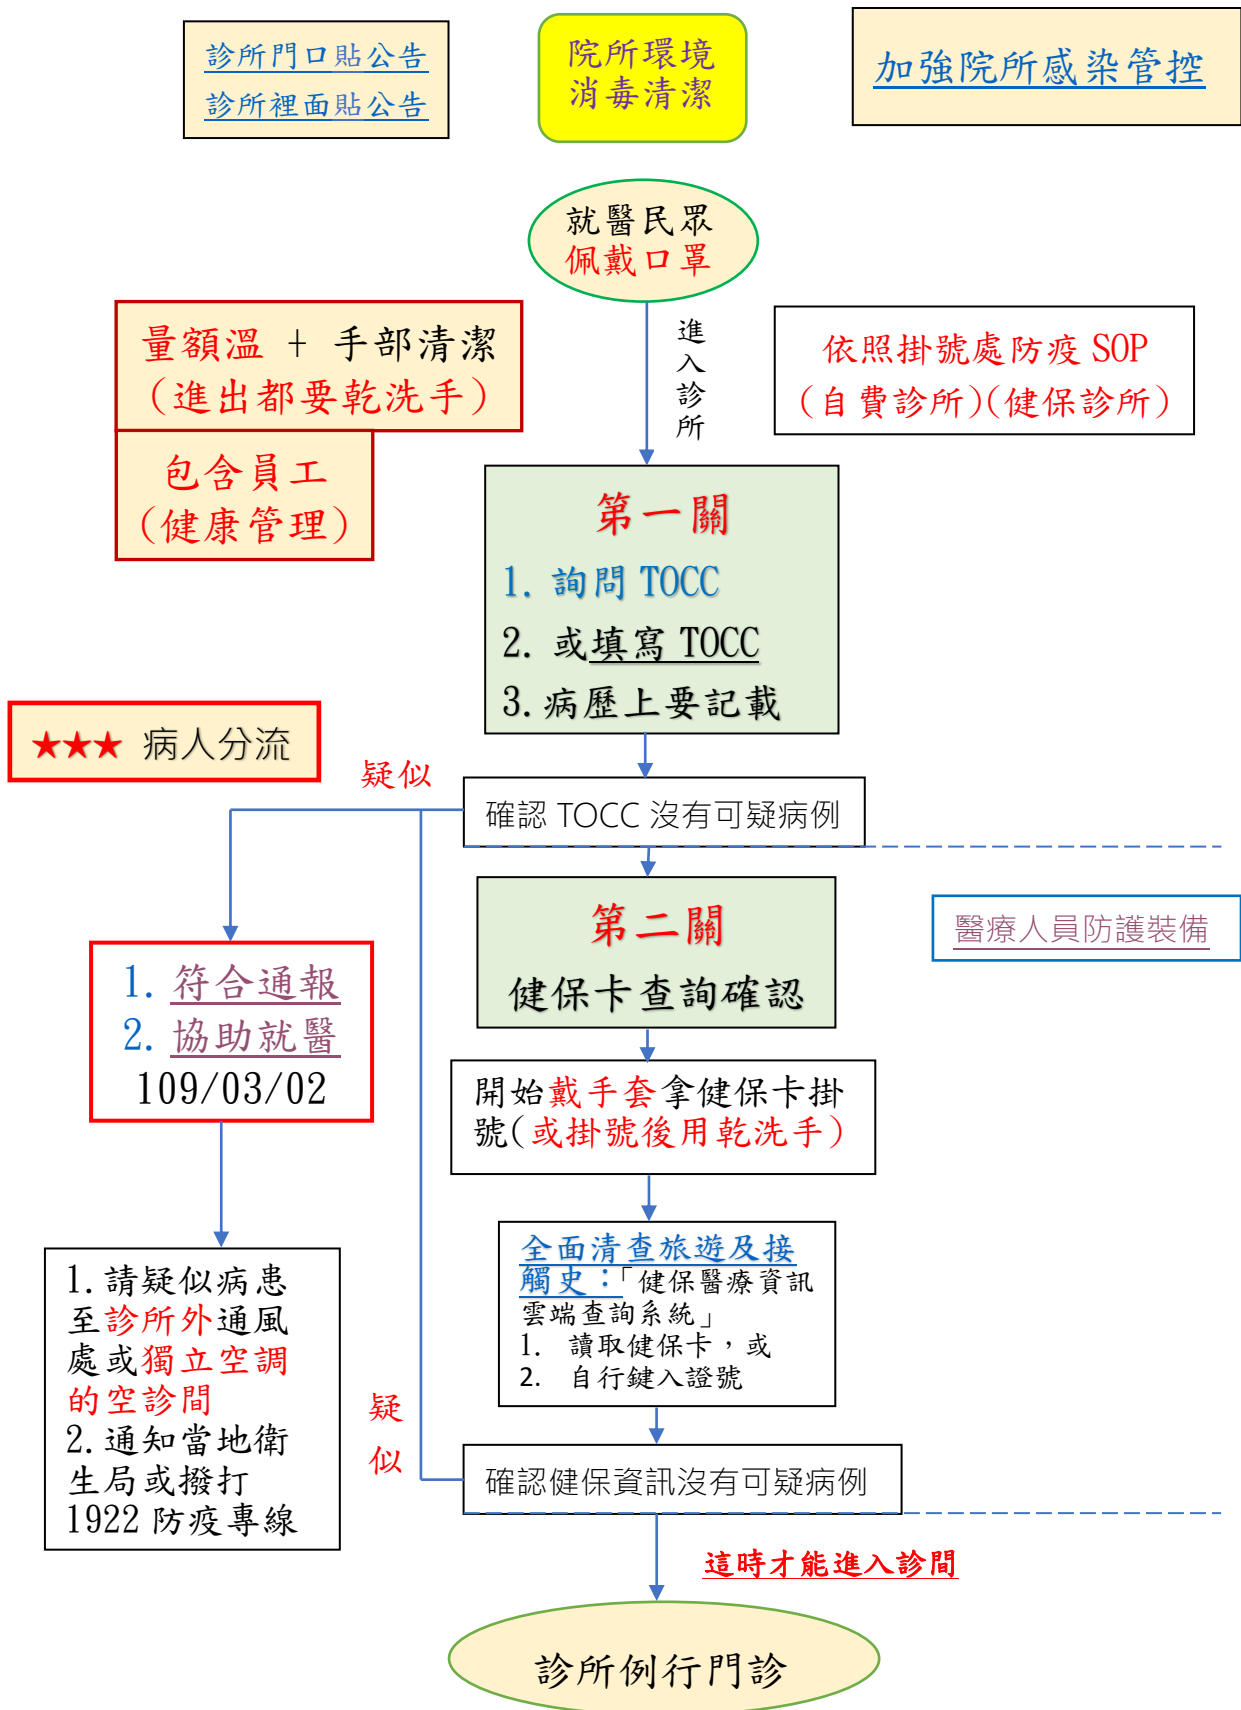 診所門口貼公告
診所裡面貼公告
院所環境
消毒清潔
加強院所感染管控
就醫民眾
佩戴口罩
進入診所
量額溫 + 手部清潔
(進出都要乾洗手)
包含員工
(健康管理)
依照掛號處防疫 SOP
(自費診所)(健保診所)
第一關
1. 詢問 TOCC
2. 或填寫 TOCC
3. 病歷上要記載
★★★ 病人分流
疑似
確認 TOCC 沒有可疑病例
第二關
健保卡查詢確認
醫療人員防護裝備
1. 符合通報
2. 協助就醫
109/03/02
開始戴手套拿健保卡掛
號(或掛號後用乾洗手)
全面清查旅遊及接
觸史：「健保醫療資訊
雲端查詢系統」
1. 讀取健保卡，或
2. 自行鍵入證號
1. 請疑似病患
至診所外通風
處或獨立空調
的空診間
2. 通知當地衛
生局或撥打
1922 防疫專線
疑
似
確認健保資訊沒有可疑病例
這時才能進入診間
診所例行門診